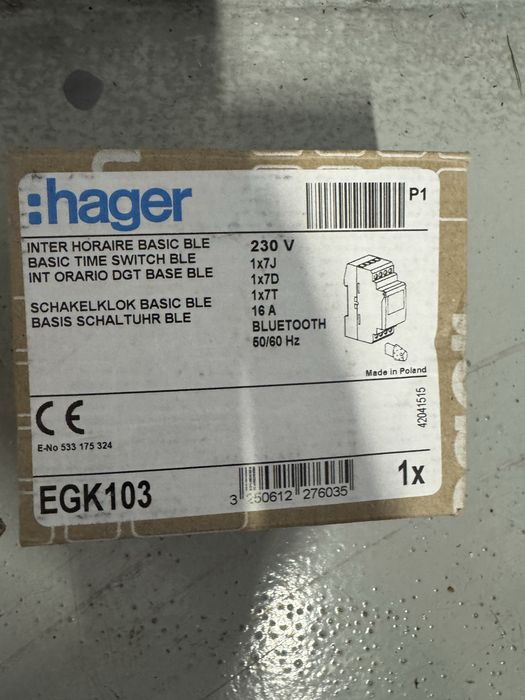 :hager
P1
INTER HORAIRE BASIC BLE
BASIC TIME SWITCH BLE
INT ORARIO DGT BASE BLE
SCHAKELKLOK BASIC BLE
BASIS SCHALTUHR BLE
230 V
1x7J
1x7D
1x7T
16 A
BLUETOOTH
50/60 Hz
Made in Poland
42041515
CE
E-No 533 175 324
EGK103
3 250612 276035
1x